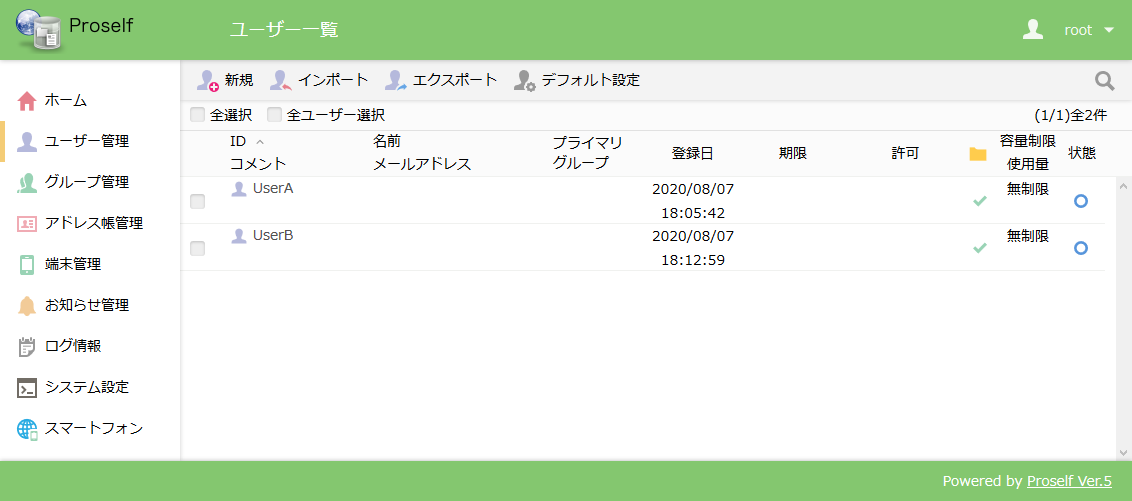 Proself
ユーザー一覧
root
ホーム
ユーザー管理
グループ管理
アドレス帳管理
端末管理
お知らせ管理
ログ情報
システム設定
スマートフォン
新規 インポート エクスポート デフォルト設定
全選択 全ユーザー選択 (1/1)全2件
ID 名前 プライマリ 容量制限
コメント メールアドレス グループ 登録日 期限 許可 使用量 状態
UserA 2020/08/07 無制限
18:05:42
UserB 2020/08/07 無制限
18:12:59
Powered by Proself Ver.5